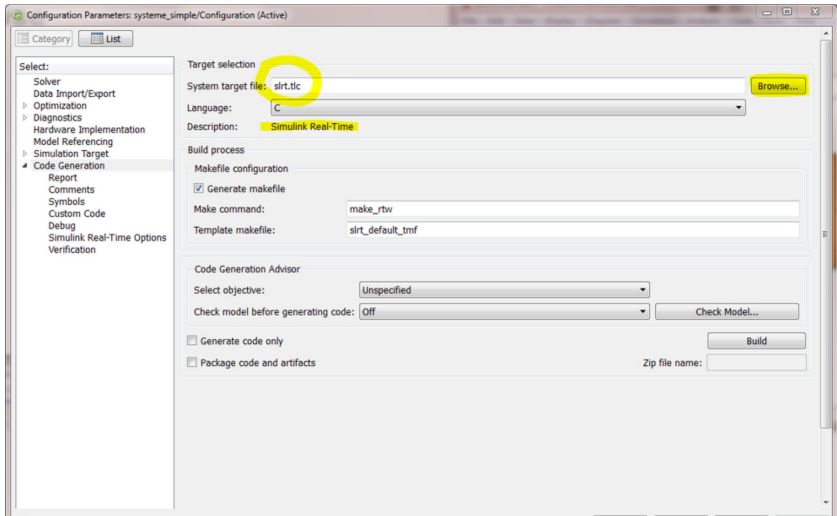 Configuration Parameters: systeme_simple/Configuration (Active)
Category
List
Select:
Solver
Data Import/Export
Optimization
Diagnostics
Hardware Implementation
Model Referencing
Simulation Target
Code Generation
Report
Comments
Symbols
Custom Code
Debug
Simulink Real-Time Options
Verification
Target selection
System target file: slrt.tlc Browse...
Language: C
Description: Simulink Real-Time
Build process
Makefile configuration
Generate makefile
Make command: make_rtw
Template makefile: slrt_default_tmf
Code Generation Advisor
Select objective: Unspecified
Check model before generating code: Off Check Model...
Generate code only Build
Package code and artifacts Zip file name: